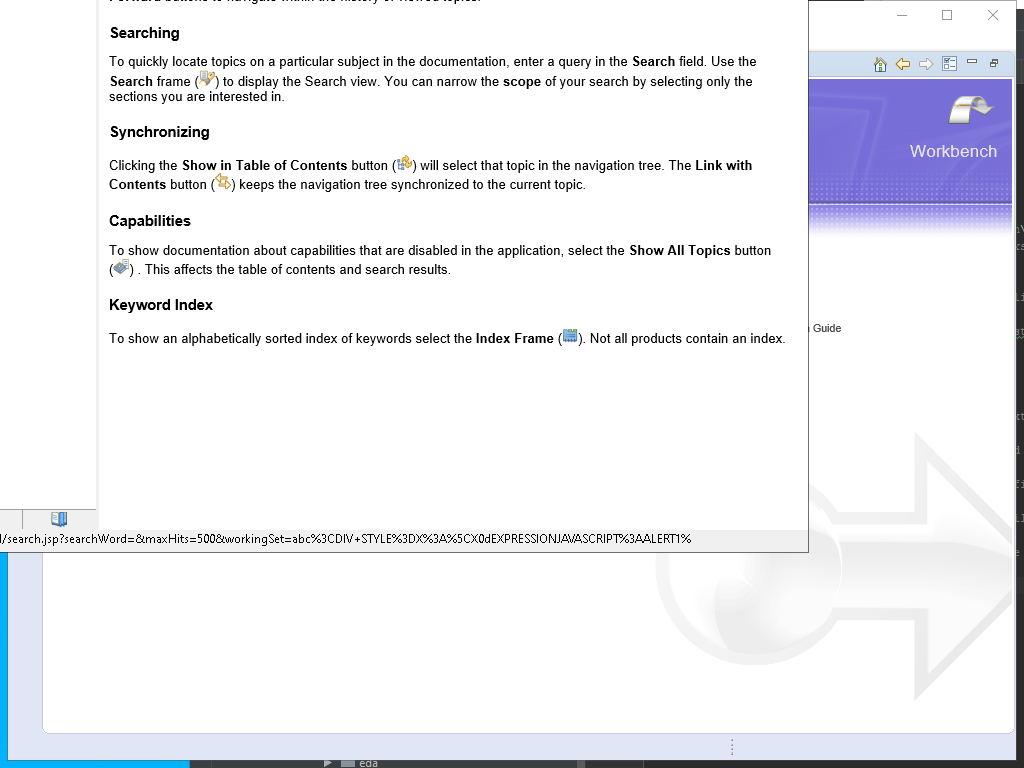 Searching
To quickly locate topics on a particular subject in the documentation, enter a query in the Search field. Use the
Search frame ( ) to display the Search view. You can narrow the scope of your search by selecting only the
sections you are interested in.
Synchronizing
Clicking the Show in Table of Contents button ( ) will select that topic in the navigation tree. The Link with
Contents button ( ) keeps the navigation tree synchronized to the current topic.
Capabilities
To show documentation about capabilities that are disabled in the application, select the Show All Topics button
( ) . This affects the table of contents and search results.
Keyword Index
To show an alphabetically sorted index of keywords select the Index Frame ( ). Not all products contain an index.
/search.jsp?searchWord=&maxHits=500&workingSet=abc%3CDIV+STYLE%3DX%3A%5CX0dEXPRESSIONJAVASCRIPT%3AALERT1%
Workbench
Guide
eda